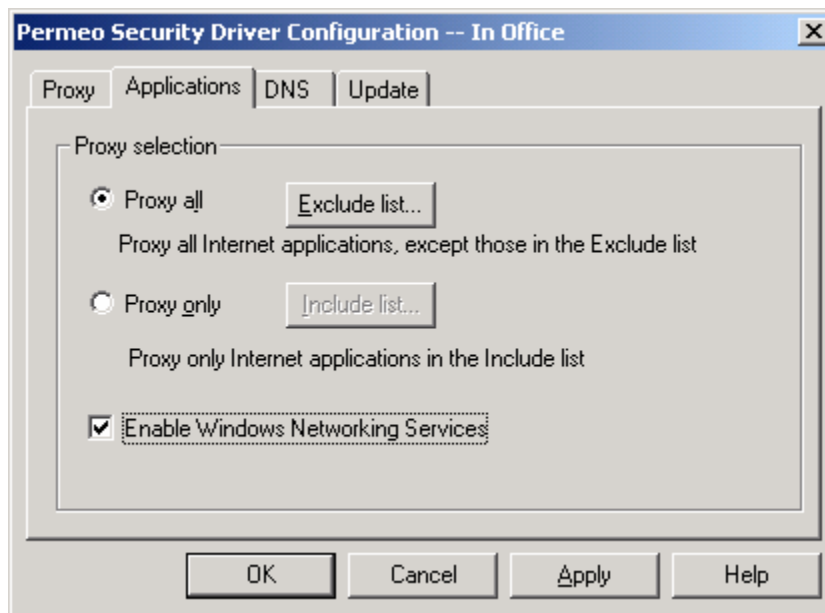 Permeo Security Driver Configuration -- In Office
Proxy Applications DNS Update
Proxy selection
Proxy all Exclude list...
Proxy all Internet applications, except those in the Exclude list
Proxy only Include list...
Proxy only Internet applications in the Include list
Enable Windows Networking Services
OK Cancel Apply Help